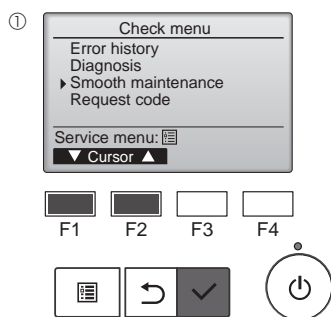 ①
Check menu
Error history
Diagnosis
Smooth maintenance
Request code
Service menu:
▼ Cursor ▲
F1 F2 F3 F4